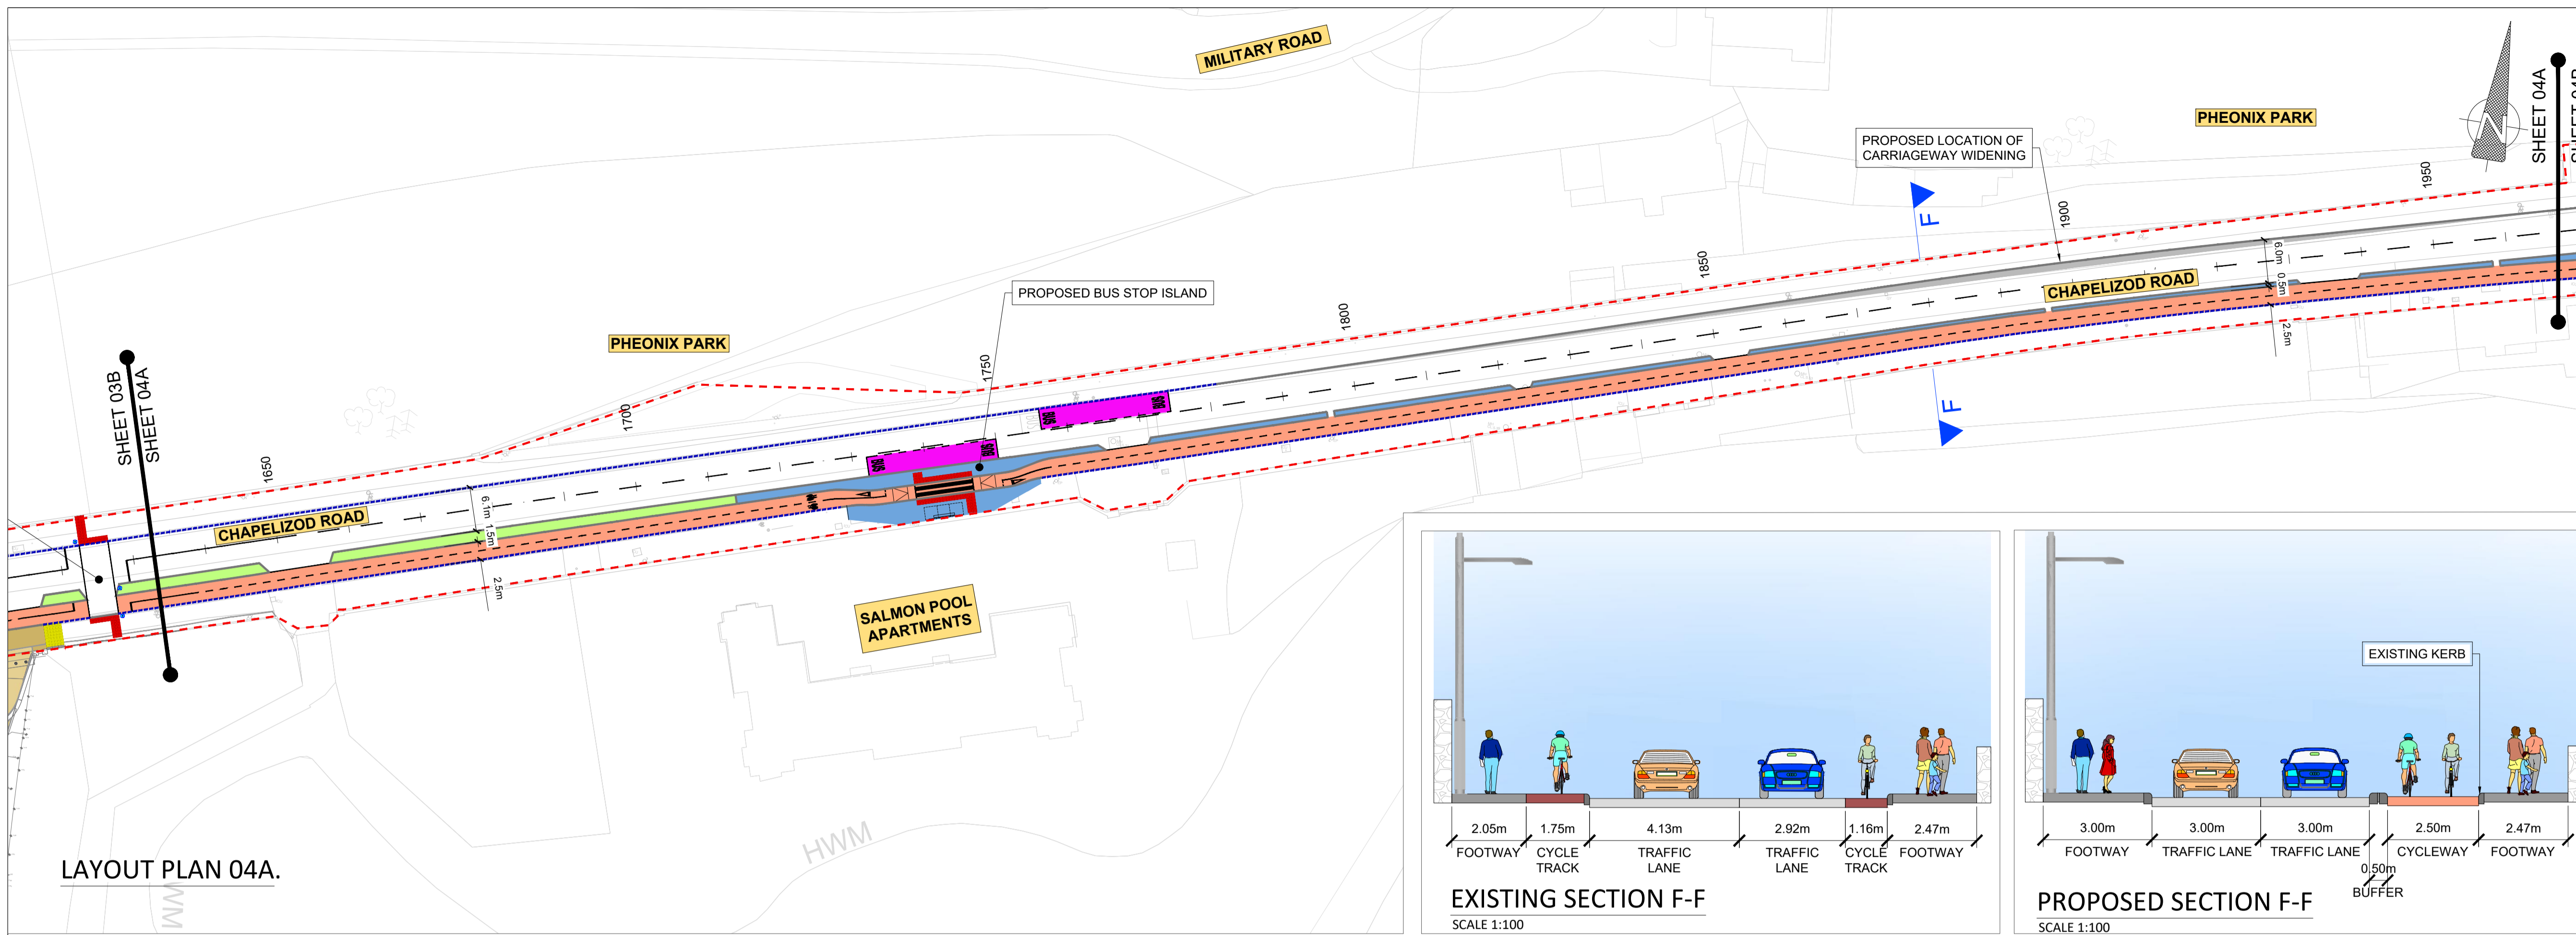 MILITARY ROAD
PHEONIX PARK
SHEET 04A
PROPOSED LOCATION OF
CARRIAGEWAY WIDENING
N
1950
1900
F
1850
CHAPELIZOD ROAD
6.0m
0.5m
2.5m
PROPOSED BUS STOP ISLAND
1800
PHEONIX PARK
1750
1700
BUS
BUS
BUS
BUS
F
SHEET 03B
SHEET 04A
1650
CHAPELIZOD ROAD
6.1m
1.5m
2.5m
SALMON POOL
APARTMENTS
HWM
LAYOUT PLAN 04A.
2.05m
1.75m
4.13m
2.92m
1.16m
2.47m
FOOTWAY
CYCLE
TRACK
TRAFFIC
LANE
TRAFFIC
LANE
CYCLE
TRACK
FOOTWAY
EXISTING SECTION F-F
SCALE 1:100
EXISTING KERB
3.00m
3.00m
3.00m
2.50m
2.47m
FOOTWAY
TRAFFIC LANE
TRAFFIC LANE
CYCLEWAY
FOOTWAY
0.50m
BUFFER
PROPOSED SECTION F-F
SCALE 1:100